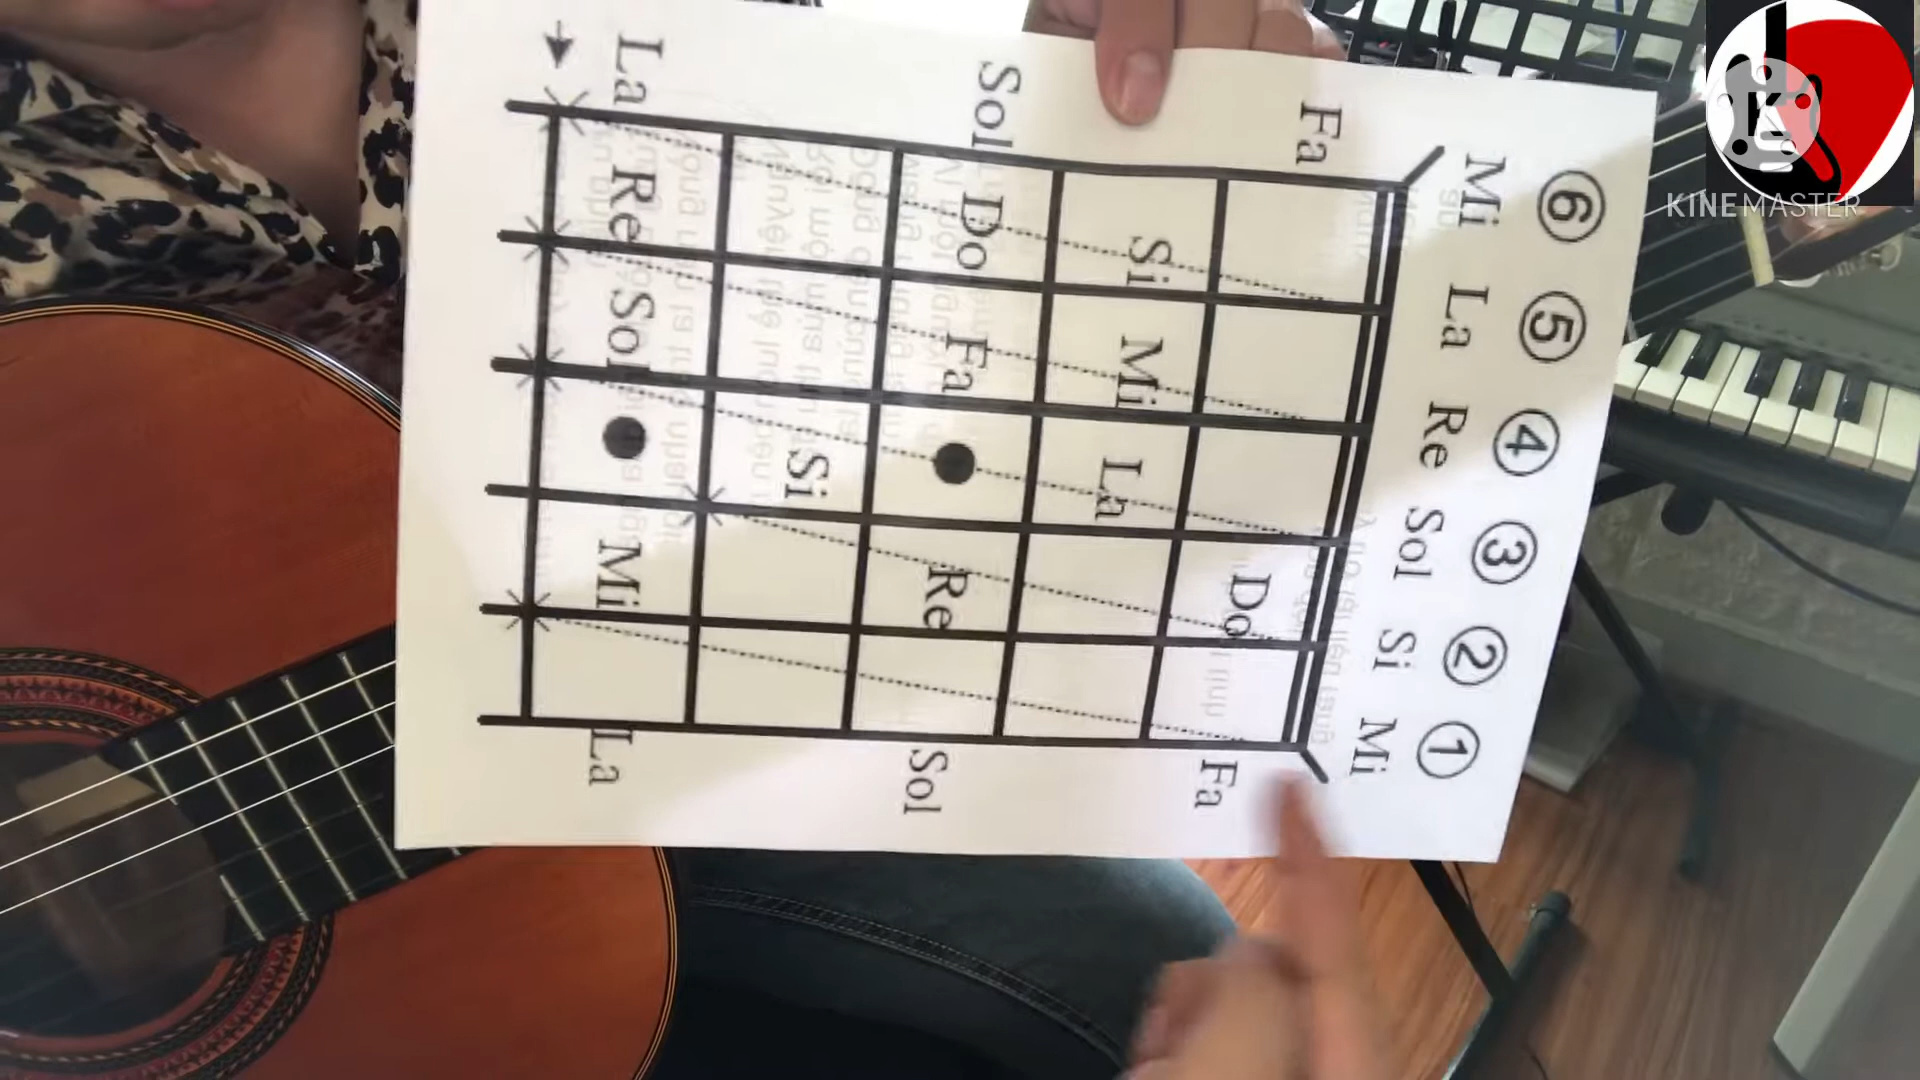 ⑥ ⑤ ④ ③ ② ①
Mi La Re Sol Si Mi
Fa Do Fa
Si Mi La
Sol Do Fa Re Sol
Si
La Re Sol Mi La
K
KINEMASTER